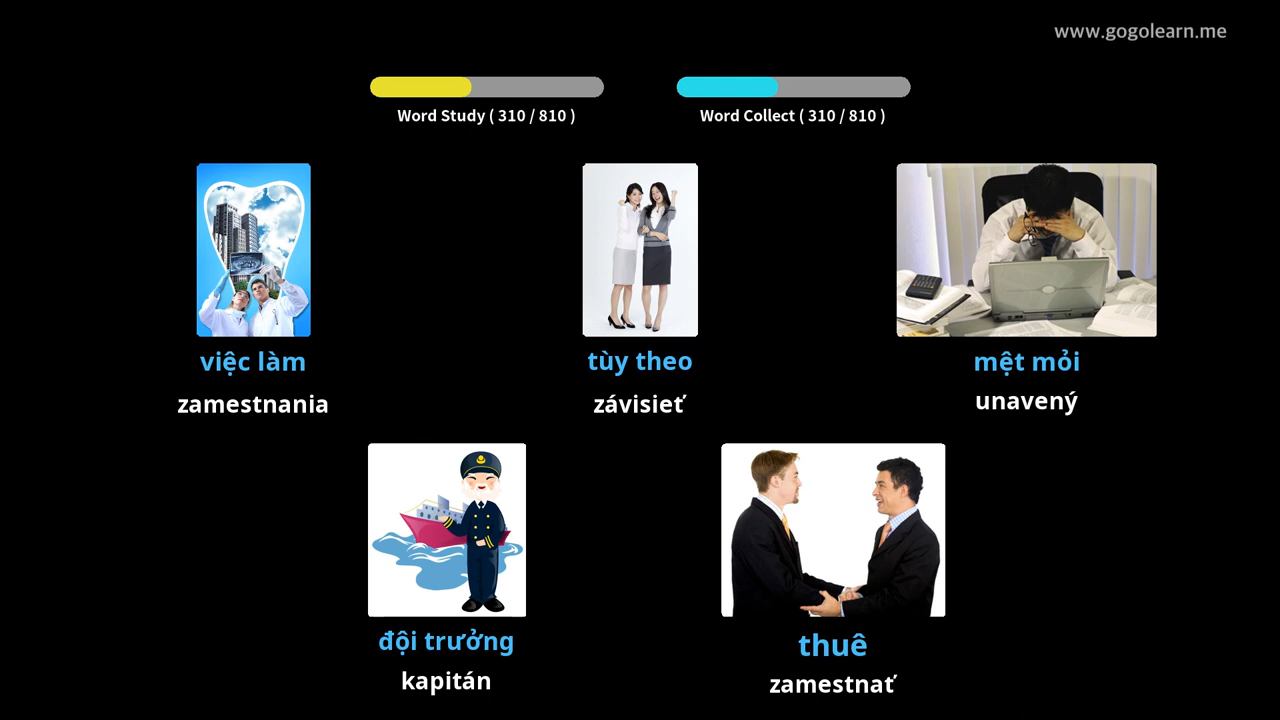 www.gogolearn.me
Word Study ( 310 / 810 )
Word Collect ( 310 / 810 )
việc làm
zamestnania
tùy theo
závisieť
mệt mỏi
unavený
đội trưởng
kapitán
thuê
zamestnať